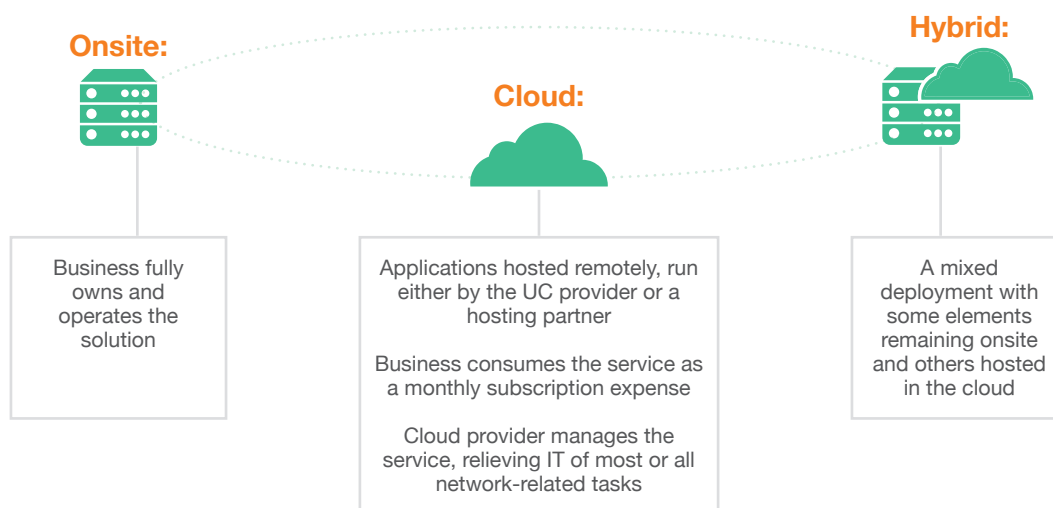 Onsite:
Business fully
owns and
operates the
solution
Cloud:
Applications hosted remotely, run
either by the UC provider or a
hosting partner
Business consumes the service as
a monthly subscription expense
Cloud provider manages the
service, relieving IT of most or all
network-related tasks
Hybrid:
A mixed
deployment with
some elements
remaining onsite
and others hosted
in the cloud